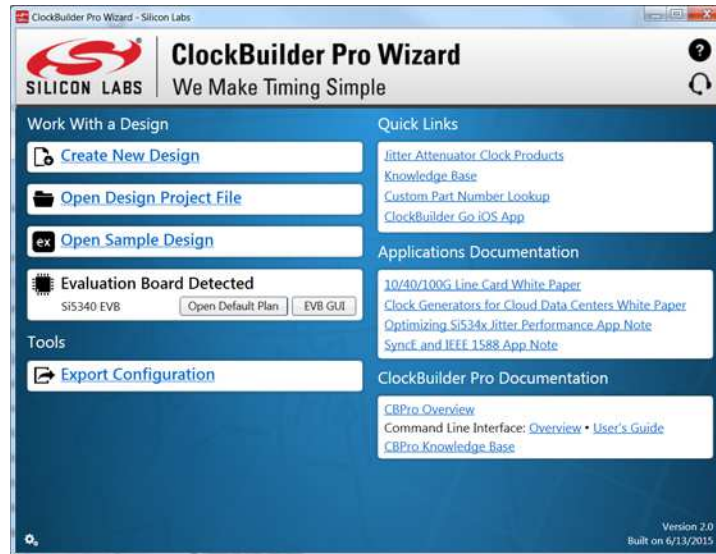 ClockBuilder Pro Wizard - Silicon Labs
SILICON LABS
ClockBuilder Pro Wizard
We Make Timing Simple
?
Work With a Design
Create New Design
Open Design Project File
ex Open Sample Design
Evaluation Board Detected
Si5340 EVB Open Default Plan EVB GUI
Tools
Export Configuration
Quick Links
Jitter Attenuator Clock Products
Knowledge Base
Custom Part Number Lookup
ClockBuilder Go iOS App
Applications Documentation
10/40/100G Line Card White Paper
Clock Generators for Cloud Data Centers White Paper
Optimizing Si534x Jitter Performance App Note
SyncE and IEEE 1588 App Note
ClockBuilder Pro Documentation
CBPro Overview
Command Line Interface: Overview • User's Guide
CBPro Knowledge Base
Version 2.0
Built on 6/13/2015